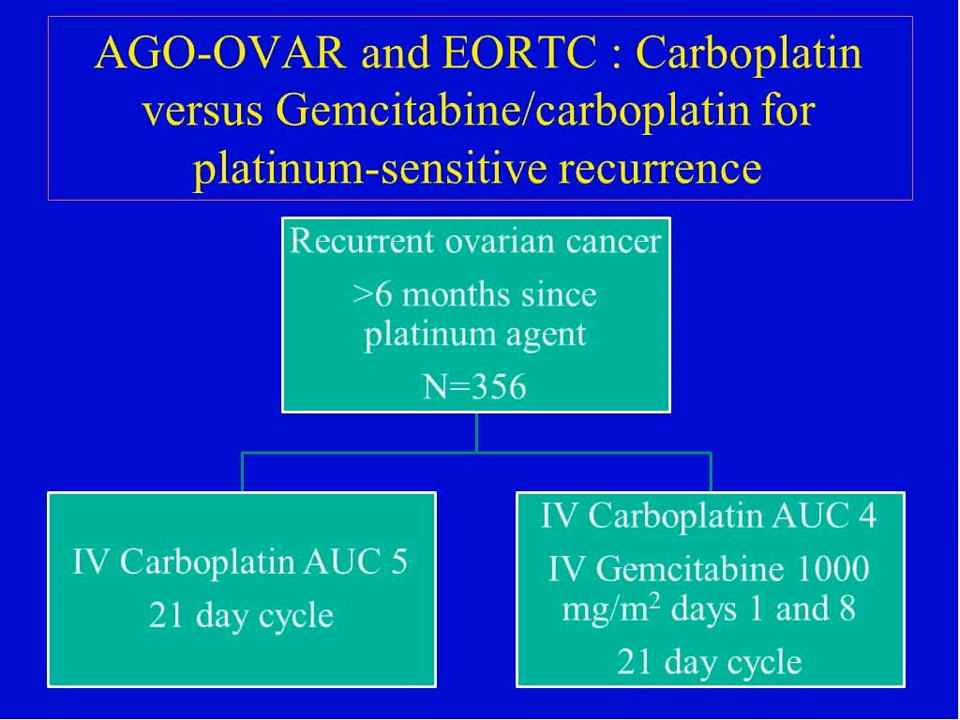 AGO-OVAR and EORTC : Carboplatin
versus Gemcitabine/carboplatin for
platinum-sensitive recurrence
Recurrent ovarian cancer
>6 months since
platinum agent
N=356
IV Carboplatin AUC 5
21 day cycle
IV Carboplatin AUC 4
IV Gemcitabine 1000
mg/m² days 1 and 8
21 day cycle